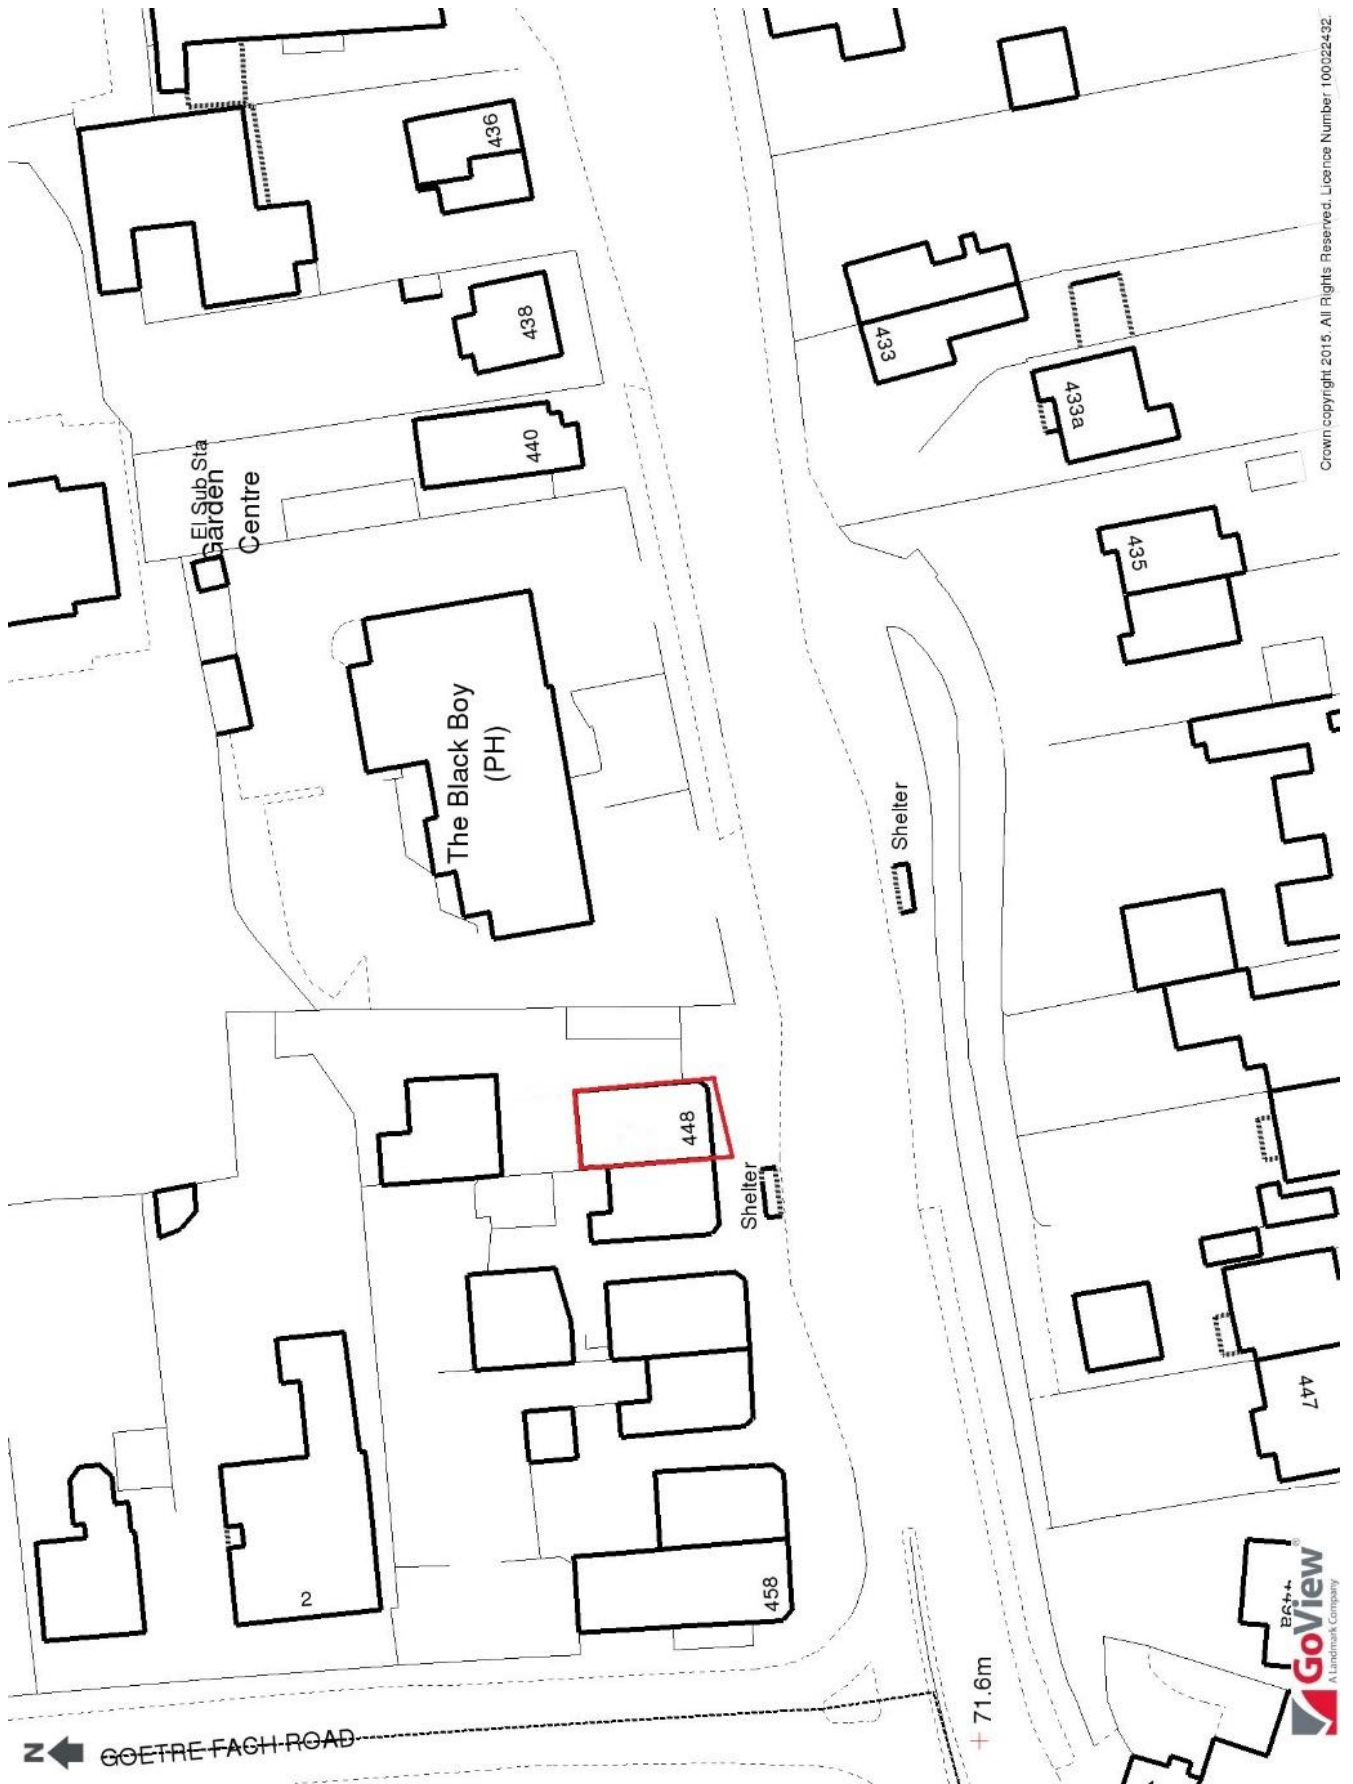 436
438
440
El Sub Sta
Garden
Centre
The Black Boy
(PH)
433
433a
435
Shelter
448
Shelter
447
449a
458
2
71.6m
GOETRE FACH ROAD
N
GoView®
A Landmark Company
Crown copyright 2015. All Rights Reserved. Licence Number 100022432.